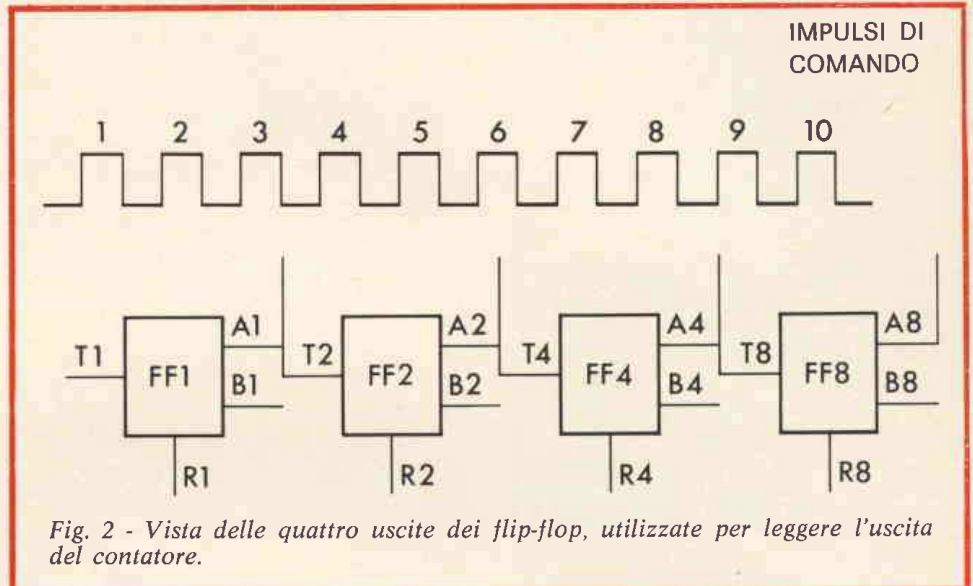 IMPULSI DI
COMANDO
1 2 3 4 5 6 7 8 9 10
T1 FF1 A1 B1 R1
T2 FF2 A2 B2 R2
T4 FF4 A4 B4 R4
T8 FF8 A8 B8 R8
Fig. 2 - Vista delle quattro uscite dei flip-flop, utilizzate per leggere l'uscita
del contatore.